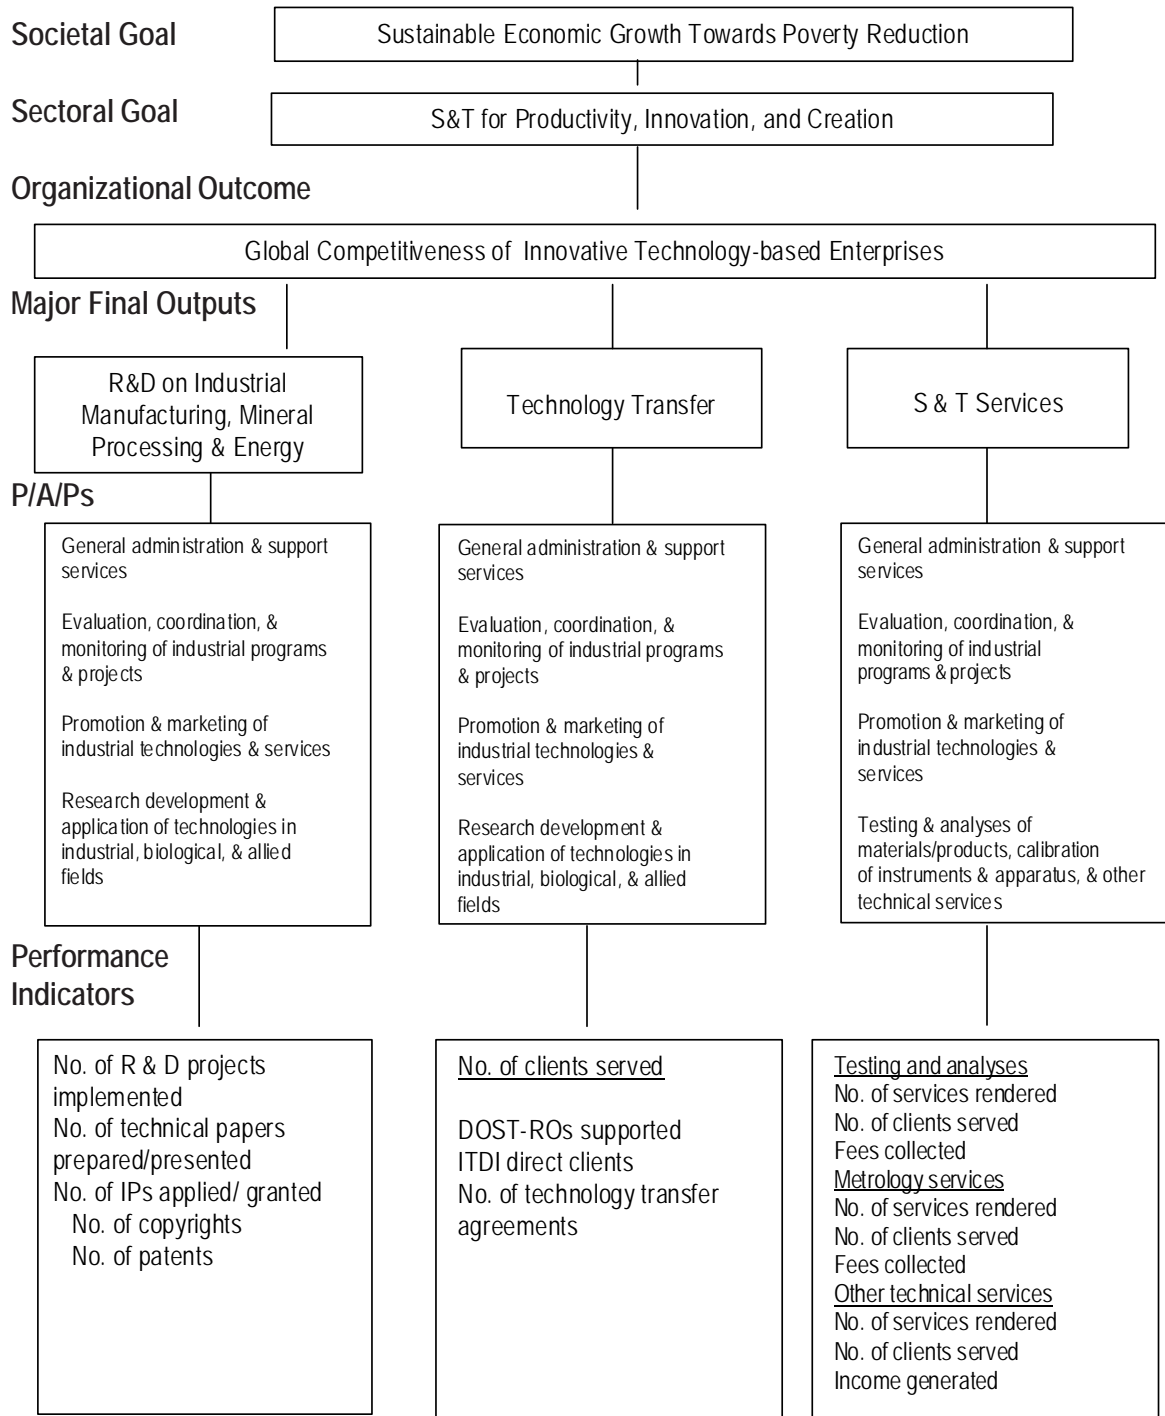 Societal Goal
Sustainable Economic Growth Towards Poverty Reduction
Sectoral Goal
S&T for Productivity, Innovation, and Creation
Organizational Outcome
Global Competitiveness of Innovative Technology-based Enterprises
Major Final Outputs
R&D on Industrial
Manufacturing, Mineral
Processing & Energy
Technology Transfer
S & T Services
P/A/Ps
General administration & support
services
Evaluation, coordination, &
monitoring of industrial programs
& projects
Promotion & marketing of
industrial technologies & services
Research development &
application of technologies in
industrial, biological, & allied
fields
General administration & support
services
Evaluation, coordination, &
monitoring of industrial programs
& projects
Promotion & marketing of
industrial technologies &
services
Research development &
application of technologies in
industrial, biological, & allied
fields
General administration & support
services
Evaluation, coordination, &
monitoring of industrial
programs & projects
Promotion & marketing of
industrial technologies &
services
Testing & analyses of
materials/products, calibration
of instruments & apparatus, & other
technical services
Performance
Indicators
No. of R & D projects
implemented
No. of technical papers
prepared/presented
No. of IPs applied/ granted
No. of copyrights
No. of patents
No. of clients served
DOST-ROs supported
ITDI direct clients
No. of technology transfer
agreements
Testing and analyses
No. of services rendered
No. of clients served
Fees collected
Metrology services
No. of services rendered
No. of clients served
Fees collected
Other technical services
No. of services rendered
No. of clients served
Income generated